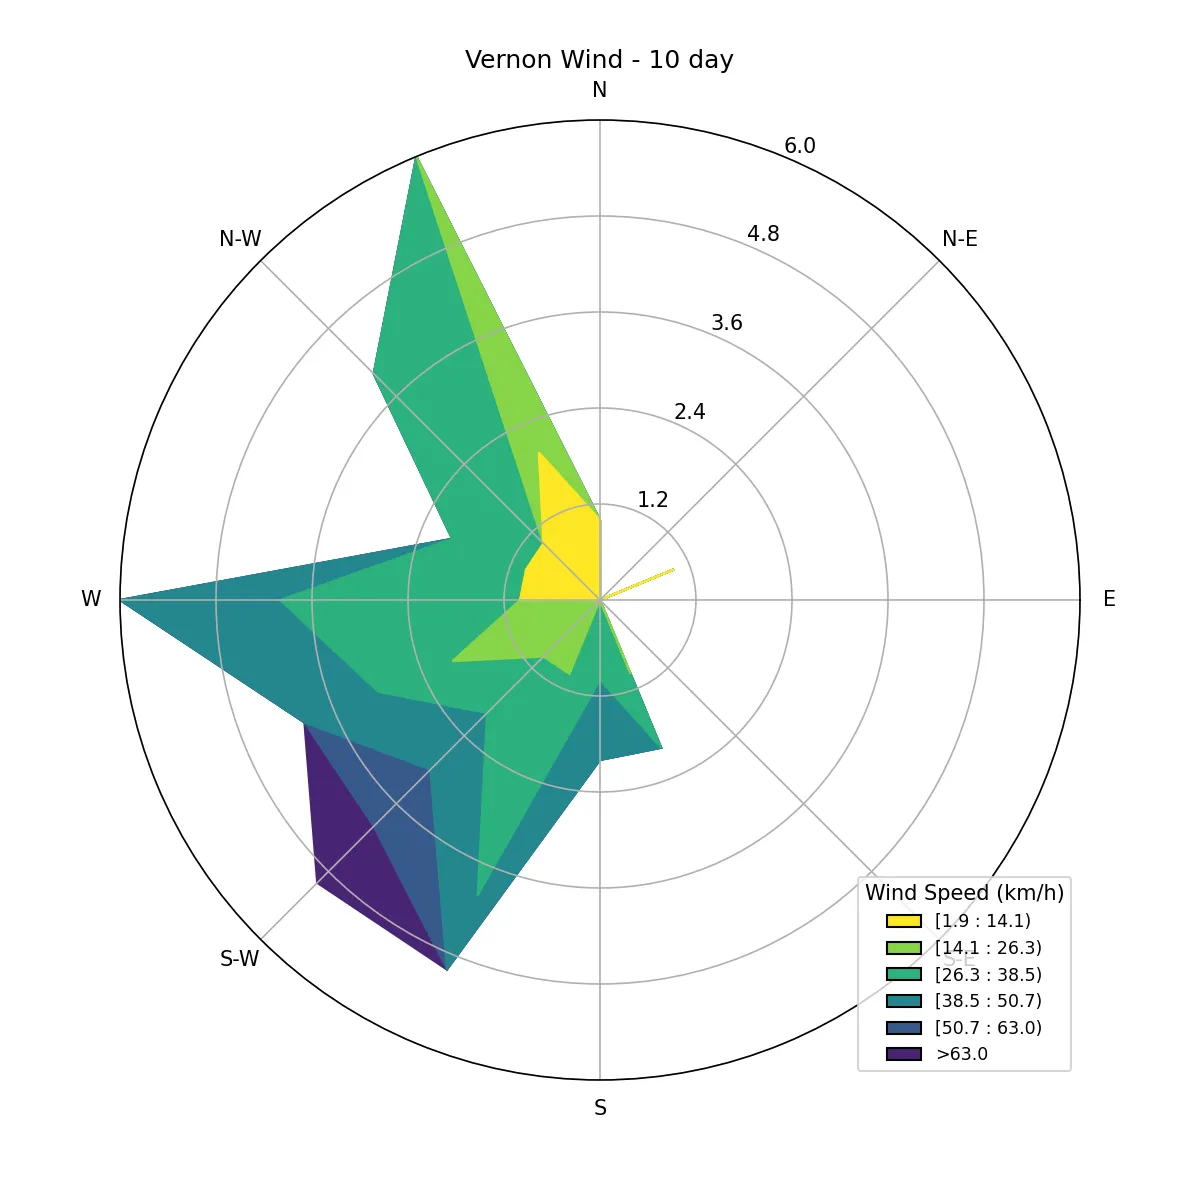 Vernon Wind - 10 day
N
6.0
N-W
4.8
N-E
3.6
2.4
1.2
W
E
S-W
S-E
S
Wind Speed (km/h)
[1.9 : 14.1)
[14.1 : 26.3)
[26.3 : 38.5)
[38.5 : 50.7)
[50.7 : 63.0)
>63.0